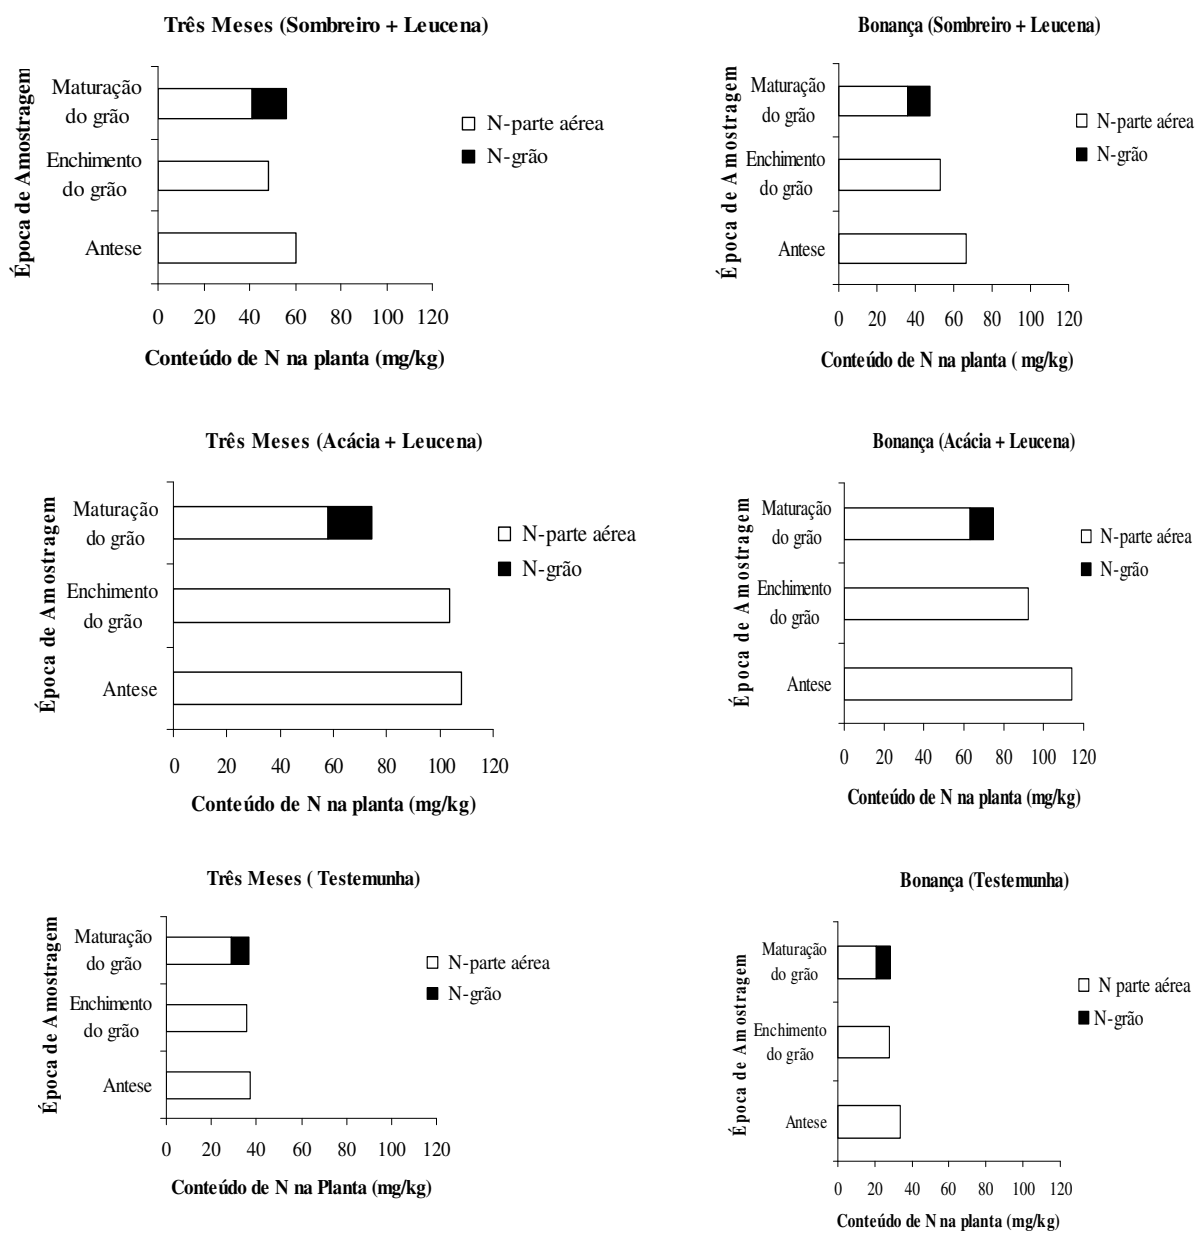 Três Meses (Sombreiro + Leucena)
Época de Amostragem
Maturação
do grão
Enchimento
do grão
Antese
N-parte aérea
N-grão
0 20 40 60 80 100 120
Conteúdo de N na planta (mg/kg)
Bonança (Sombreiro + Leucena)
Época de Amostragem
Maturação
do grão
Enchimento
do grão
Antese
N-parte aérea
N-grão
0 20 40 60 80 100 120
Conteúdo de N na planta ( mg/kg)
Três Meses (Acácia + Leucena)
Época de Amostragem
Maturação
do grão
Enchimento
do grão
Antese
N-parte aérea
N-grão
0 20 40 60 80 100 120
Conteúdo de N na planta (mg/kg)
Bonança (Acácia + Leucena)
Época de Amostragem
Maturação
do grão
Enchimento
do grão
Antese
N-parte aérea
N-grão
0 20 40 60 80 100 120
Conteúdo de N na planta (mg/kg)
Três Meses ( Testemunha)
Época de Amostragem
Maturação
do grão
Enchimento
do grão
Antese
N-parte aérea
N-grão
0 20 40 60 80 100 120
Conteúdo de N na Planta (mg/kg)
Bonança (Testemunha)
Época de Amostragem
Maturação
do grão
Enchimento
do grão
Antese
N parte aérea
N-grão
0 20 40 60 80 100 120
Conteúdo de N na planta (mg/kg)